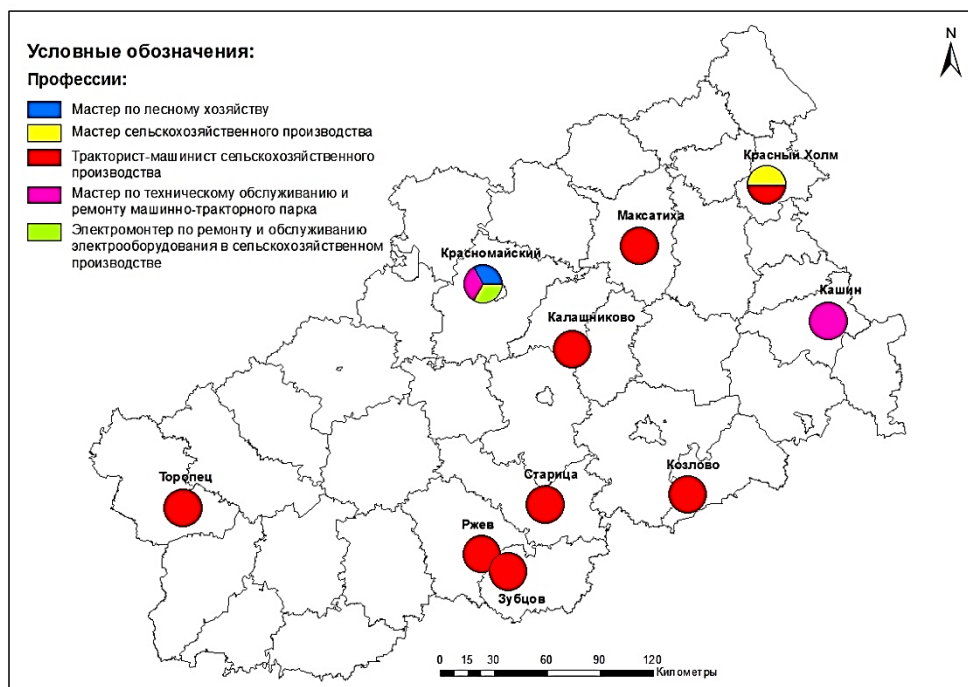 Условные обозначения:
Профессии:
Мастер по лесному хозяйству
Мастер сельскохозяйственного производства
Тракторист-машинист сельскохозяйственного
производства
Мастер по техническому обслуживанию и
ремонту машинно-тракторного парка
Электромонтер по ремонту и обслуживанию
электрооборудования в сельскохозяйственном
производстве
N
Красный Холм
Максатиха
Красномайский
Кашин
Калашниково
Торопец
Старица
Козлово
Ржев
Зубцов
0 15 30 60 90 120
Километры